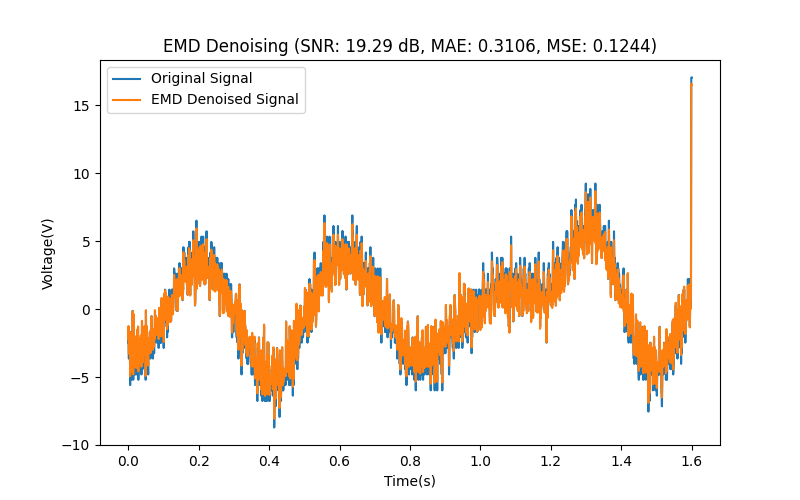 EMD Denoising (SNR: 19.29 dB, MAE: 0.3106, MSE: 0.1244)
Original Signal
EMD Denoised Signal
15
10
5
0
−5
−10
Voltage(V)
0.0 0.2 0.4 0.6 0.8 1.0 1.2 1.4 1.6
Time(s)